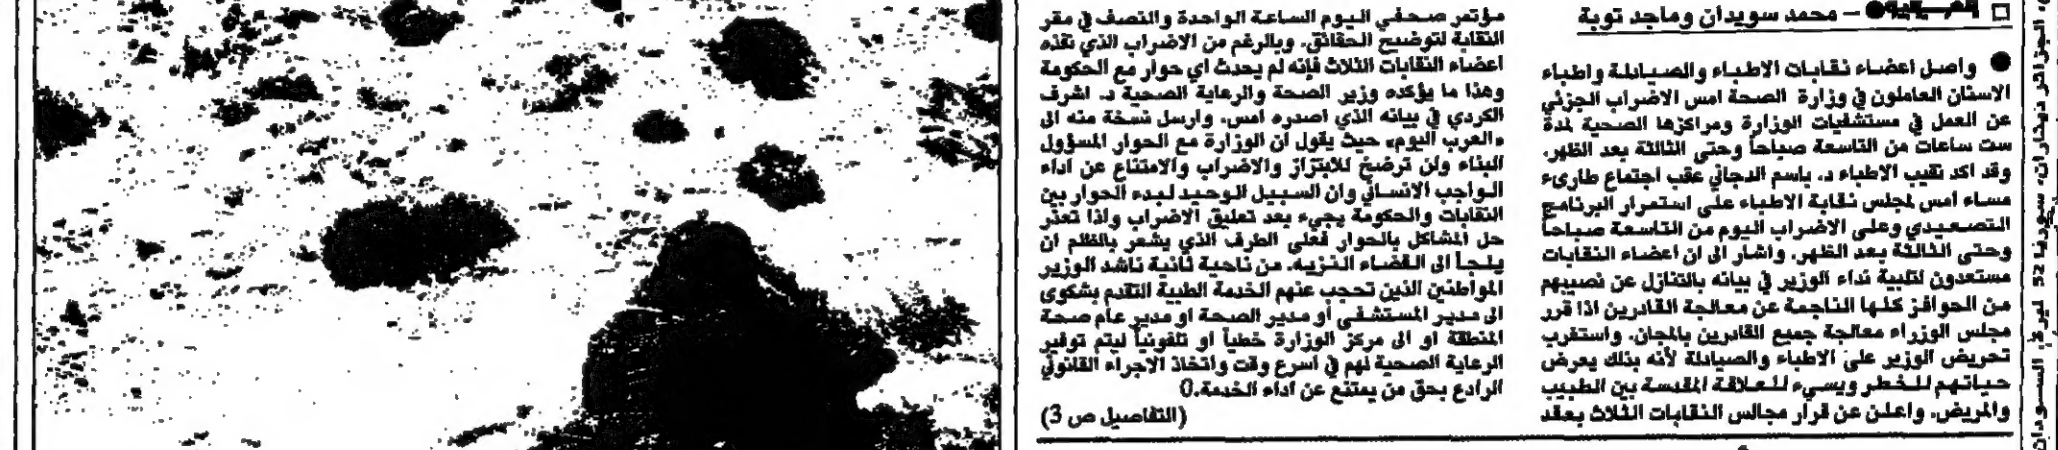 – محمد سويدان وماجد توبة
واصل اعضاء نقابات الاطباء والصيادلة واطباء
الاسنان العاملون في وزارة الصحة امس الاضراب الجزئي
عن العمل في مستشفيات الوزارة ومراكزها الصحية لمدة
ست ساعات من التاسعة صباحاً وحتى الثالثة بعد الظهر.
وقد اكد نقيب الاطباء د. باسم الدجاني عقب اجتماع طارىء
مساء امس لمجلس نقابة الاطباء على استمرار البرنامج
التصعيدي وعلى الاضراب اليوم من التاسعة صباحاً
وحتى الثالثة بعد الظهر. واشار الى ان اعضاء النقابات
مستعدون لتلبية نداء الوزير في بيانه بالتنازل عن نصيبهم
من الحوافز كلها الناجمة عن معالجة القادرين اذا قرر
مجلس الوزراء معالجة جميع القادرين بالمجان. واستغرب
تحريض الوزير على الاطباء والصيادلة لأنه بذلك يعرض
حياتهم للخطر ويسيء للعلاقة المقدسة بين الطبيب
والمريض. واعلن عن قرار مجالس النقابات الثلاث بعقد
مؤتمر صحفي اليوم الساعة الواحدة والنصف في مقر
النقابة لتوضيح الحقائق. وبالرغم من الاضراب الذي نفذه
اعضاء النقابات الثلاث فإنه لم يحدث اي حوار مع الحكومة
وهذا ما يؤكده وزير الصحة والرعاية الصحية د. اشرف
الكردي في بيانه الذي اصدره امس، وارسل نسخة منه الى
«العرب اليوم» حيث يقول ان الوزارة مع الحوار المسؤول
البناء ولن ترضخ للابتزاز والاضراب والامتناع عن اداء
الواجب الانساني وان السبيل الوحيد لبدء الحوار بين
النقابات والحكومة يجيء بعد تعليق الاضراب واذا تعذر
حل المشاكل بالحوار فعلى الطرف الذي يشعر بالظلم ان
يلجأ الى القضاء النزيه. من ناحية ثانية ناشد الوزير
المواطنين الذين تحجب عنهم الخدمة الطبية التقدم بشكوى
الى مدير المستشفى أو مدير الصحة او مدير عام صحة
المنطقة او الى مركز الوزارة خطياً او تلفونياً ليتم توفير
الرعاية الصحية لهم في اسرع وقت واتخاذ الاجراء القانوني
الرادع بحق من يمتنع عن اداء الخدمة.
(التفاصيل ص 3)
الجزائر ديناران، سوريا 25 ليرة، السودان